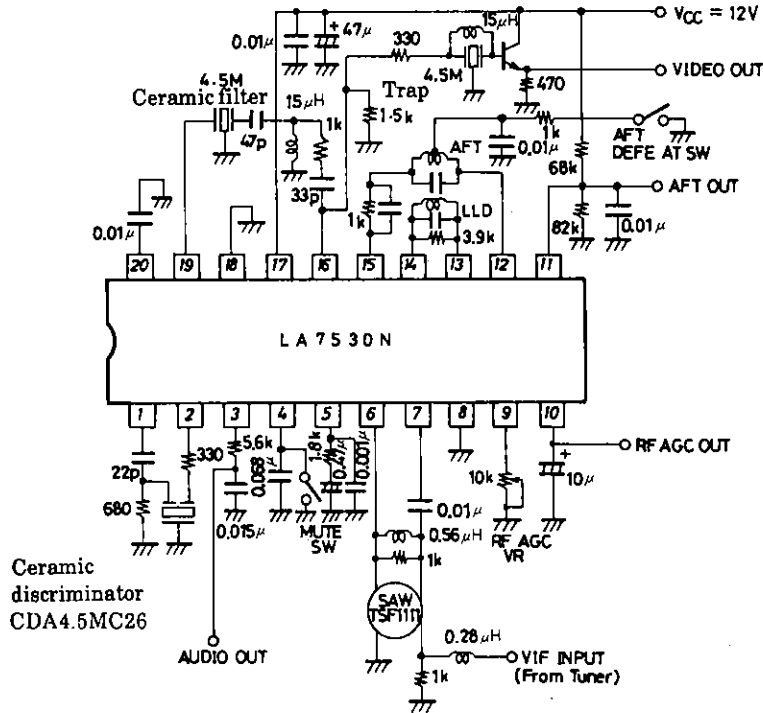 15μH
VCC = 12V
0.01μ
+
47μ
330
4.5M
VIDEO OUT
470
4.5M
Ceramic filter
Trap
15μH
1.5k
1k
47p
AFT
0.01μ
1k
AFT
DEFEAT SW
68k
AFT OUT
33p
1k
LLD
3.9k
82k
0.01μ
0.01μ
20
19
18
17
16
15
14
13
12
11
LA7530N
1
2
3
4
5
6
7
8
9
10
22p
330
5.6k
0.068μ
1.8k
0.47μ
0.001μ
RF AGC OUT
+
10μ
10k
680
0.015μ
MUTE
SW
0.01μ
0.56μH
1k
RF AGC
VR
Ceramic
discriminator
CDA4.5MC26
SAW
TSF1117
0.28μH
AUDIO OUT
VIF INPUT
(From Tuner)
1k